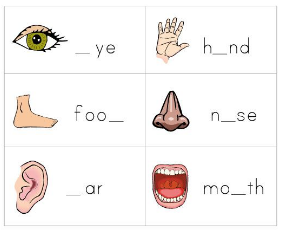 _ye
h_nd
foo_
n_se
_ar
mo_th